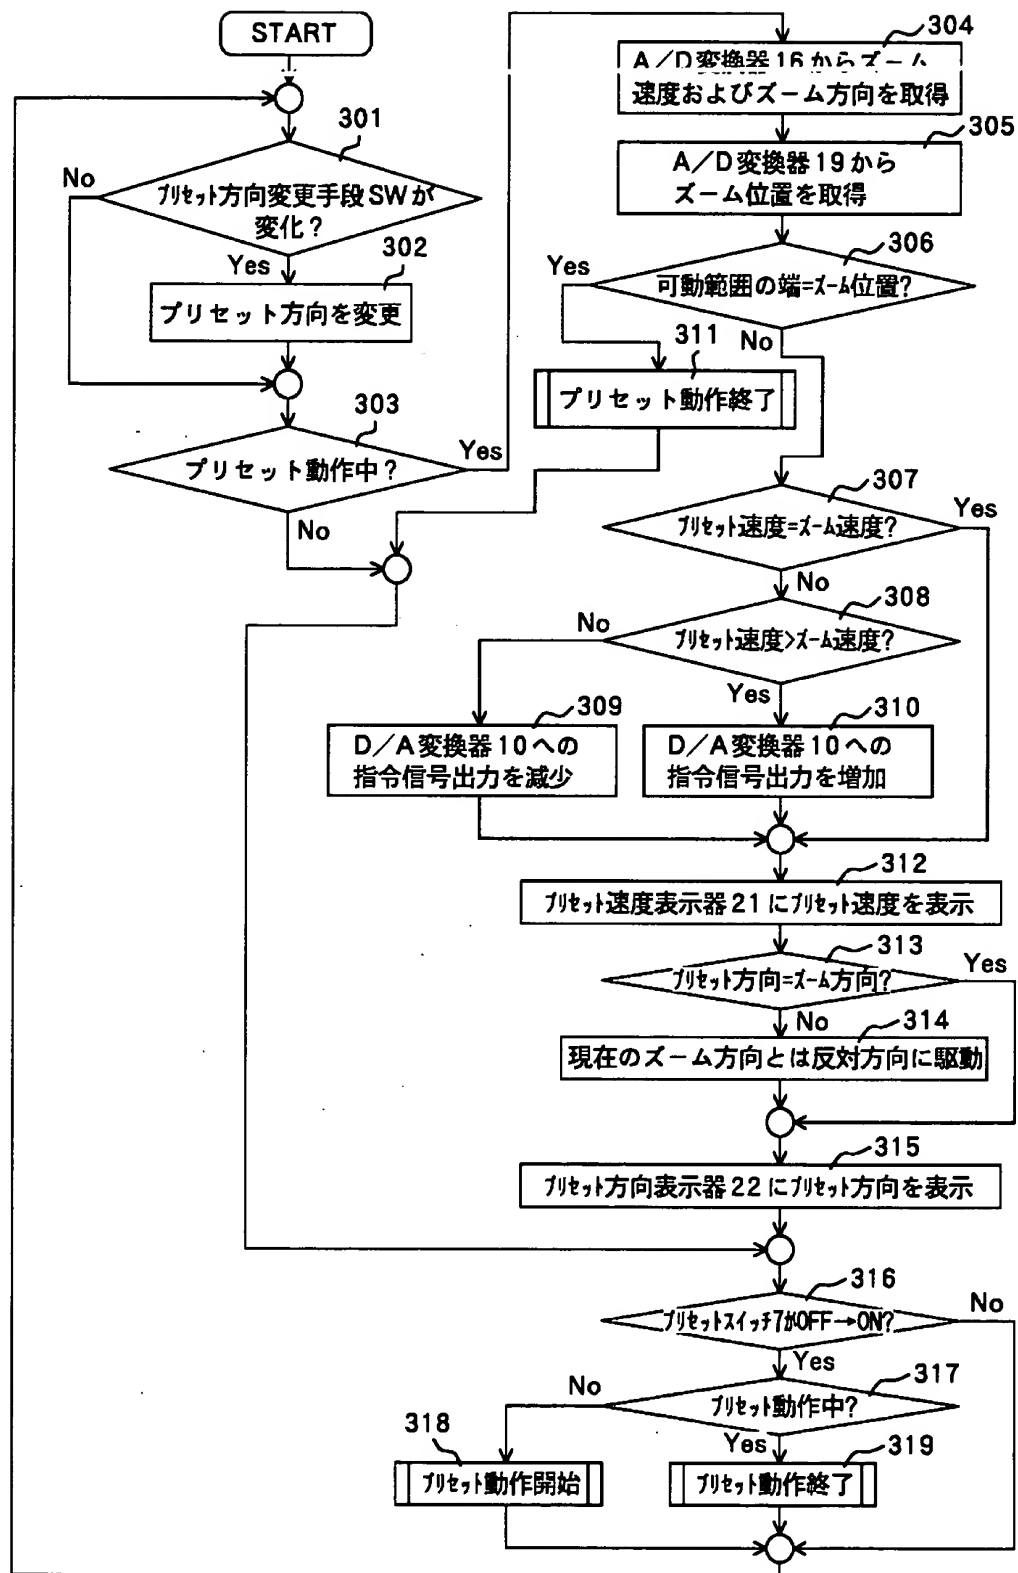 START
301
No
プリセット方向変更手段SWが
変化?
Yes
302
プリセット方向を変更
303
プリセット動作中?
Yes
No
304
A/D変換器16からズーム
速度およびズーム方向を取得
305
A/D変換器19から
ズーム位置を取得
306
Yes
可動範囲の端=ズーム位置?
No
311
プリセット動作終了
307
プリセット速度=ズーム速度?
Yes
No
308
No
プリセット速度>ズーム速度?
Yes
309
D/A変換器10への
指令信号出力を減少
310
D/A変換器10への
指令信号出力を増加
312
プリセット速度表示器21にプリセット速度を表示
313
プリセット方向=ズーム方向?
Yes
No
314
現在のズーム方向とは反対方向に駆動
315
プリセット方向表示器22にプリセット方向を表示
316
プリセットスイッチ7がOFF→ON?
No
Yes
317
No
プリセット動作中?
Yes
318
プリセット動作開始
319
プリセット動作終了